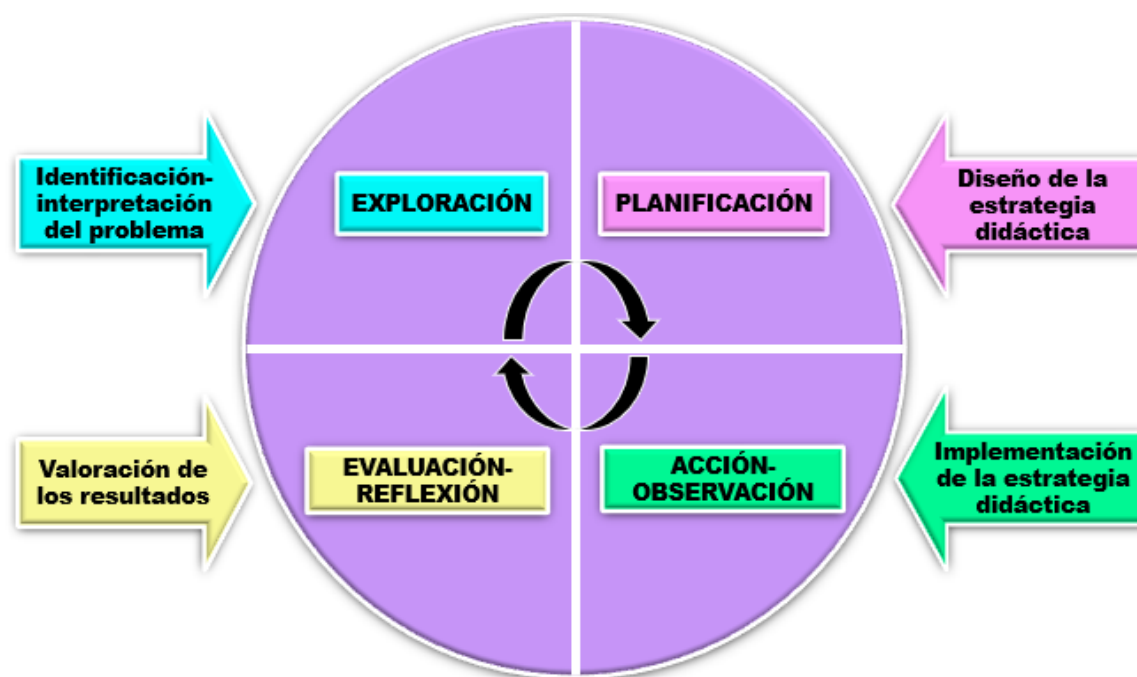 Identificación-
interpretación
del problema
EXPLORACIÓN
PLANIFICACIÓN
Diseño de la
estrategia
didáctica
Valoración de
los resultados
EVALUACIÓN-
REFLEXIÓN
ACCIÓN-
OBSERVACIÓN
Implementación
de la estrategia
didáctica